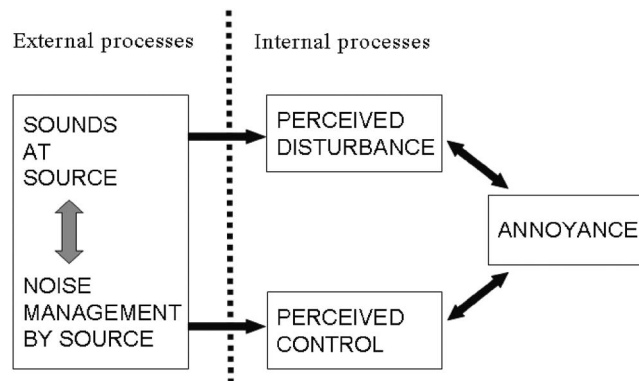 External processes
Internal processes
SOUNDS
AT
SOURCE
NOISE
MANAGEMENT
BY SOURCE
PERCEIVED
DISTURBANCE
PERCEIVED
CONTROL
ANNOYANCE